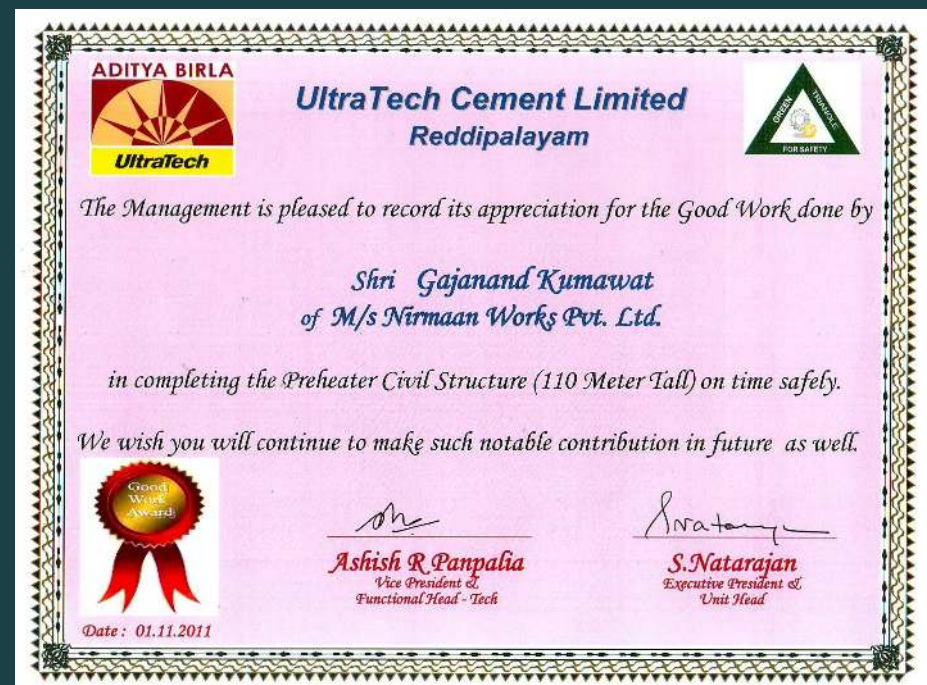 ADITYA BIRLA
UltraTech
UltraTech Cement Limited
Reddipalayam
GREEN
TRIANGLE
FOR SAFETY
The Management is pleased to record its appreciation for the Good Work done by
Shri Gajanand Kumawat
of M/s Nirmaan Works Pvt. Ltd.
in completing the Preheater Civil Structure (110 Meter Tall) on time safely.
We wish you will continue to make such notable contribution in future as well.
Good
Work
Award
Ashish R Panpalia
Vice President &
Functional Head - Tech
S.Natarajan
Executive President &
Unit Head
Date : 01.11.2011